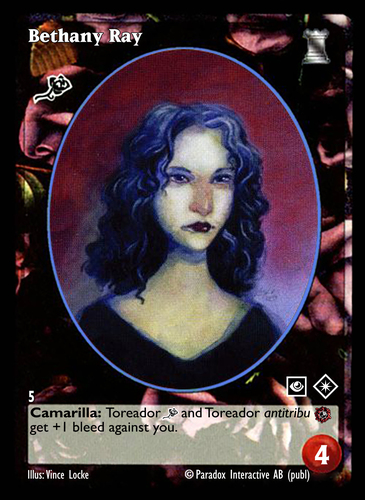 Bethany Ray
5
Camarilla: Toreador and Toreador antitribu
get +1 bleed against you.
4
Illus: Vince Locke © Paradox Interactive AB (publ)